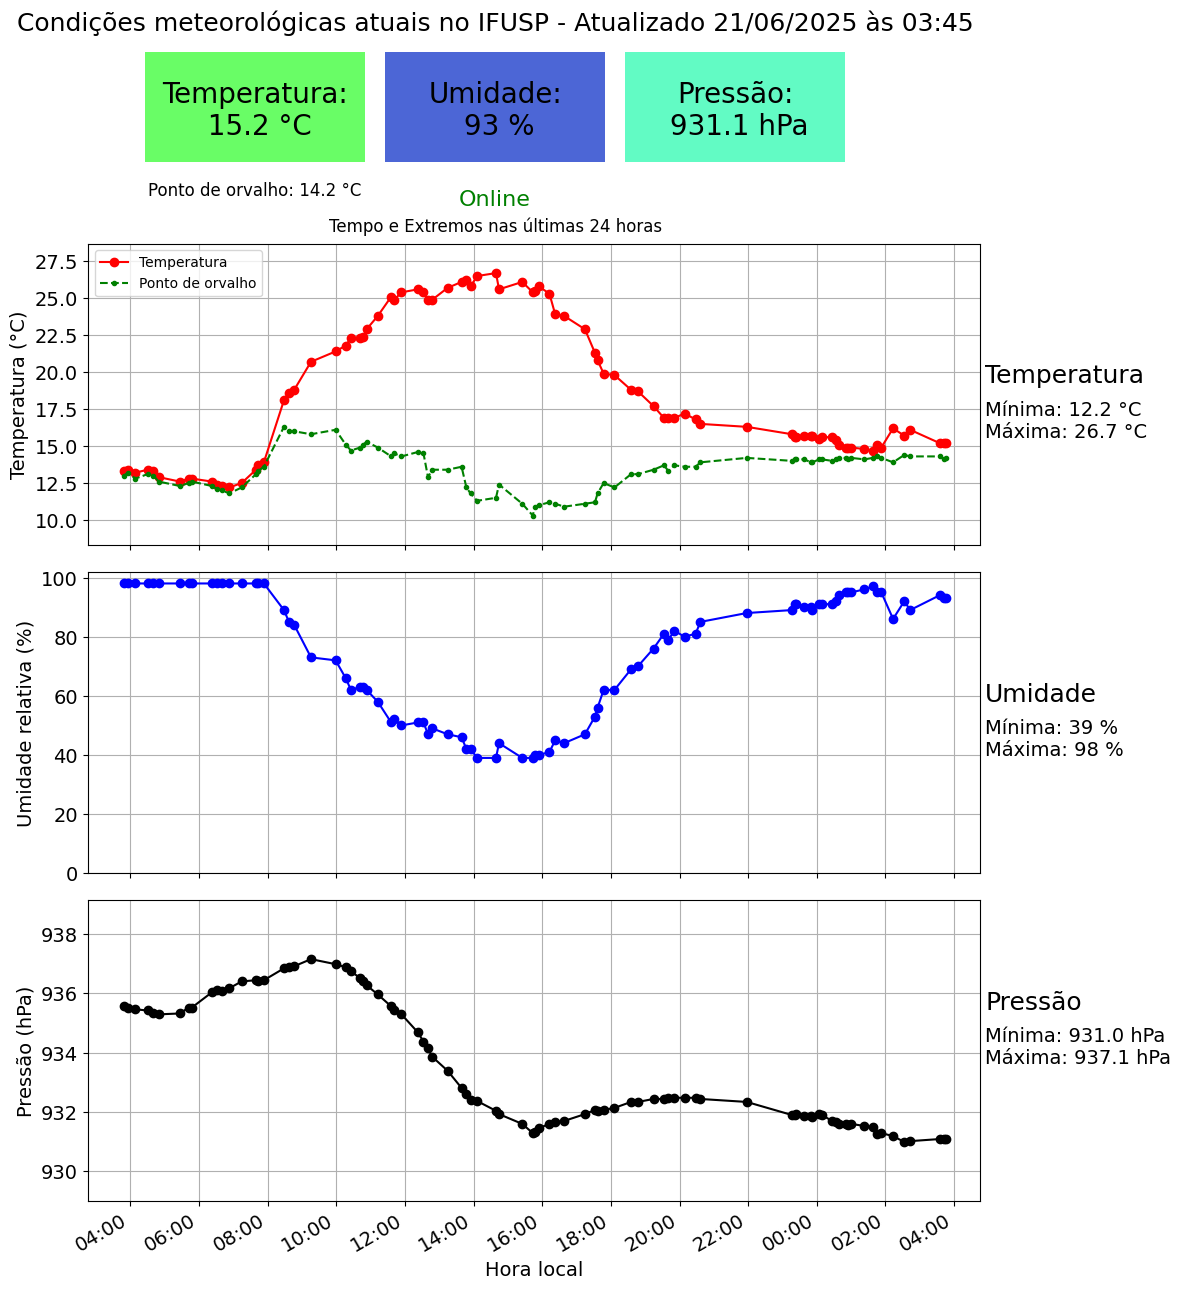 Condições meteorológicas atuais no IFUSP - Atualizado 21/06/2025 às 03:45
Temperatura:
15.2 °C
Umidade:
93 %
Pressão:
931.1 hPa
Ponto de orvalho: 14.2 °C
Online
Tempo e Extremos nas últimas 24 horas
Temperatura
Ponto de orvalho
Temperatura (°C)
27.5
25.0
22.5
20.0
17.5
15.0
12.5
10.0
Temperatura
Mínima: 12.2 °C
Máxima: 26.7 °C
Umidade relativa (%)
100
80
60
40
20
0
Umidade
Mínima: 39 %
Máxima: 98 %
Pressão (hPa)
938
936
934
932
930
Pressão
Mínima: 931.0 hPa
Máxima: 937.1 hPa
04:00 06:00 08:00 10:00 12:00 14:00 16:00 18:00 20:00 22:00 00:00 02:00 04:00
Hora local